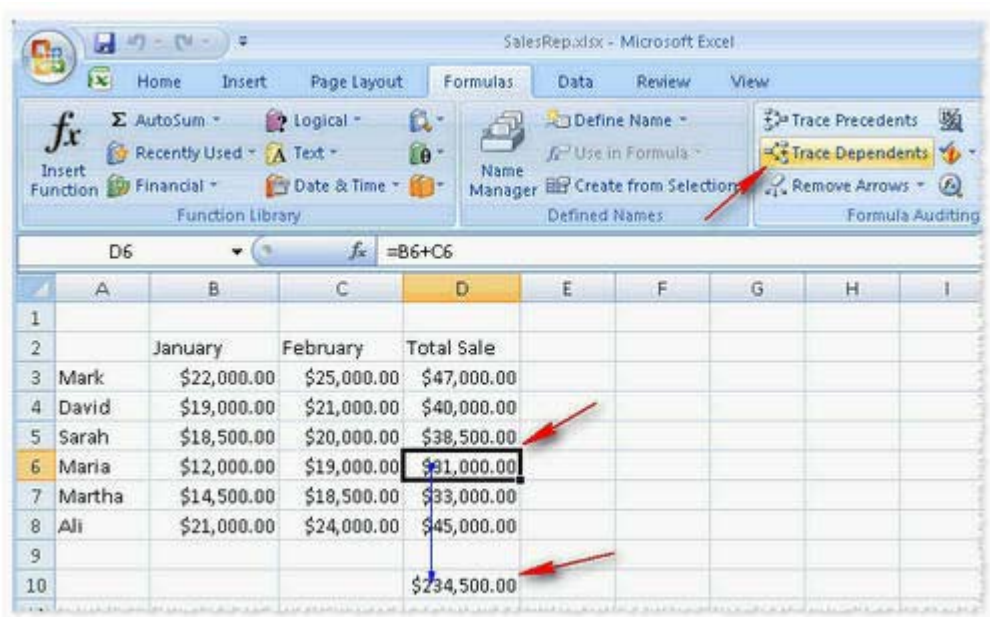 SalesRep.xlsx - Microsoft Excel
Home Insert Page Layout Formulas Data Review View
fx Insert Function
Σ AutoSum
Recently Used
Financial
Logical
Text
Date & Time
Function Library
Name Manager
Define Name
Use in Formula
Create from Selection
Defined Names
Trace Precedents
Trace Dependents
Remove Arrows
Formula Auditing
D6 fx =B6+C6
A B C D E F G H I
1
2 January February Total Sale
3 Mark $22,000.00 $25,000.00 $47,000.00
4 David $19,000.00 $21,000.00 $40,000.00
5 Sarah $18,500.00 $20,000.00 $38,500.00
6 Maria $12,000.00 $19,000.00 $31,000.00
7 Martha $14,500.00 $18,500.00 $33,000.00
8 Ali $21,000.00 $24,000.00 $45,000.00
9
10 $234,500.00